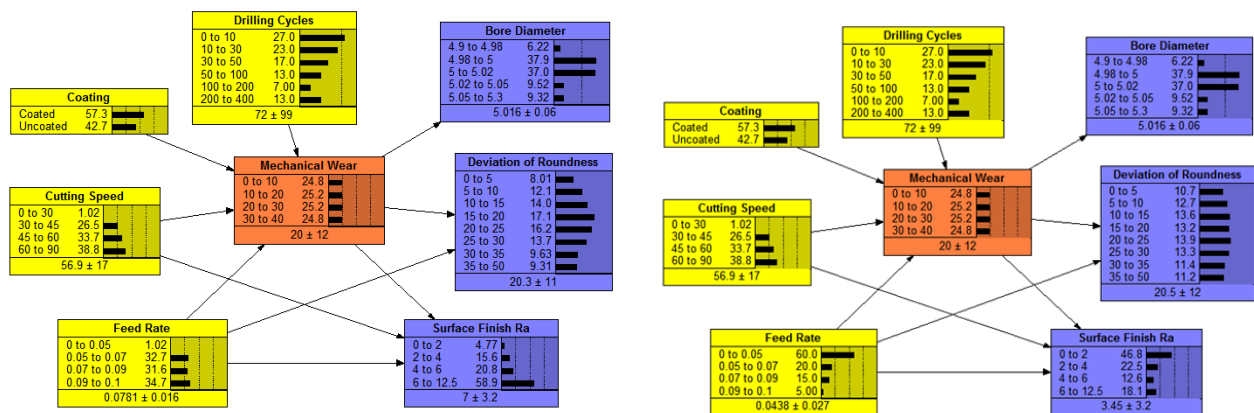 Drilling Cycles
0 to 10 27.0
10 to 30 23.0
30 to 50 17.0
50 to 100 13.0
100 to 200 7.00
200 to 400 13.0
72 ± 99
Bore Diameter
4.9 to 4.98 6.22
4.98 to 5 37.9
5 to 5.02 37.0
5.02 to 5.05 9.52
5.05 to 5.3 9.32
5.016 ± 0.06
Coating
Coated 57.3
Uncoated 42.7
Mechanical Wear
0 to 10 24.8
10 to 20 25.2
20 to 30 25.2
30 to 40 24.8
20 ± 12
Deviation of Roundness
0 to 5 8.01
5 to 10 12.1
10 to 15 14.0
15 to 20 17.1
20 to 25 16.2
25 to 30 13.7
30 to 35 9.63
35 to 50 9.31
20.3 ± 11
Cutting Speed
0 to 30 1.02
30 to 45 26.5
45 to 60 33.7
60 to 90 38.8
56.9 ± 17
Feed Rate
0 to 0.05 1.02
0.05 to 0.07 32.7
0.07 to 0.09 31.6
0.09 to 0.1 34.7
0.0781 ± 0.016
Surface Finish Ra
0 to 2 4.77
2 to 4 15.6
4 to 6 20.8
6 to 12.5 58.9
7 ± 3.2
Drilling Cycles
0 to 10 27.0
10 to 30 23.0
30 to 50 17.0
50 to 100 13.0
100 to 200 7.00
200 to 400 13.0
72 ± 99
Bore Diameter
4.9 to 4.98 6.22
4.98 to 5 37.9
5 to 5.02 37.0
5.02 to 5.05 9.52
5.05 to 5.3 9.32
5.016 ± 0.06
Coating
Coated 57.3
Uncoated 42.7
Mechanical Wear
0 to 10 24.8
10 to 20 25.2
20 to 30 25.2
30 to 40 24.8
20 ± 12
Deviation of Roundness
0 to 5 10.7
5 to 10 12.7
10 to 15 13.6
15 to 20 13.2
20 to 25 13.9
25 to 30 13.3
30 to 35 11.4
35 to 50 11.2
20.5 ± 12
Cutting Speed
0 to 30 1.02
30 to 45 26.5
45 to 60 33.7
60 to 90 38.8
56.9 ± 17
Feed Rate
0 to 0.05 60.0
0.05 to 0.07 20.0
0.07 to 0.09 15.0
0.09 to 0.1 5.00
0.0438 ± 0.027
Surface Finish Ra
0 to 2 46.8
2 to 4 22.5
4 to 6 12.6
6 to 12.5 18.1
3.45 ± 3.2